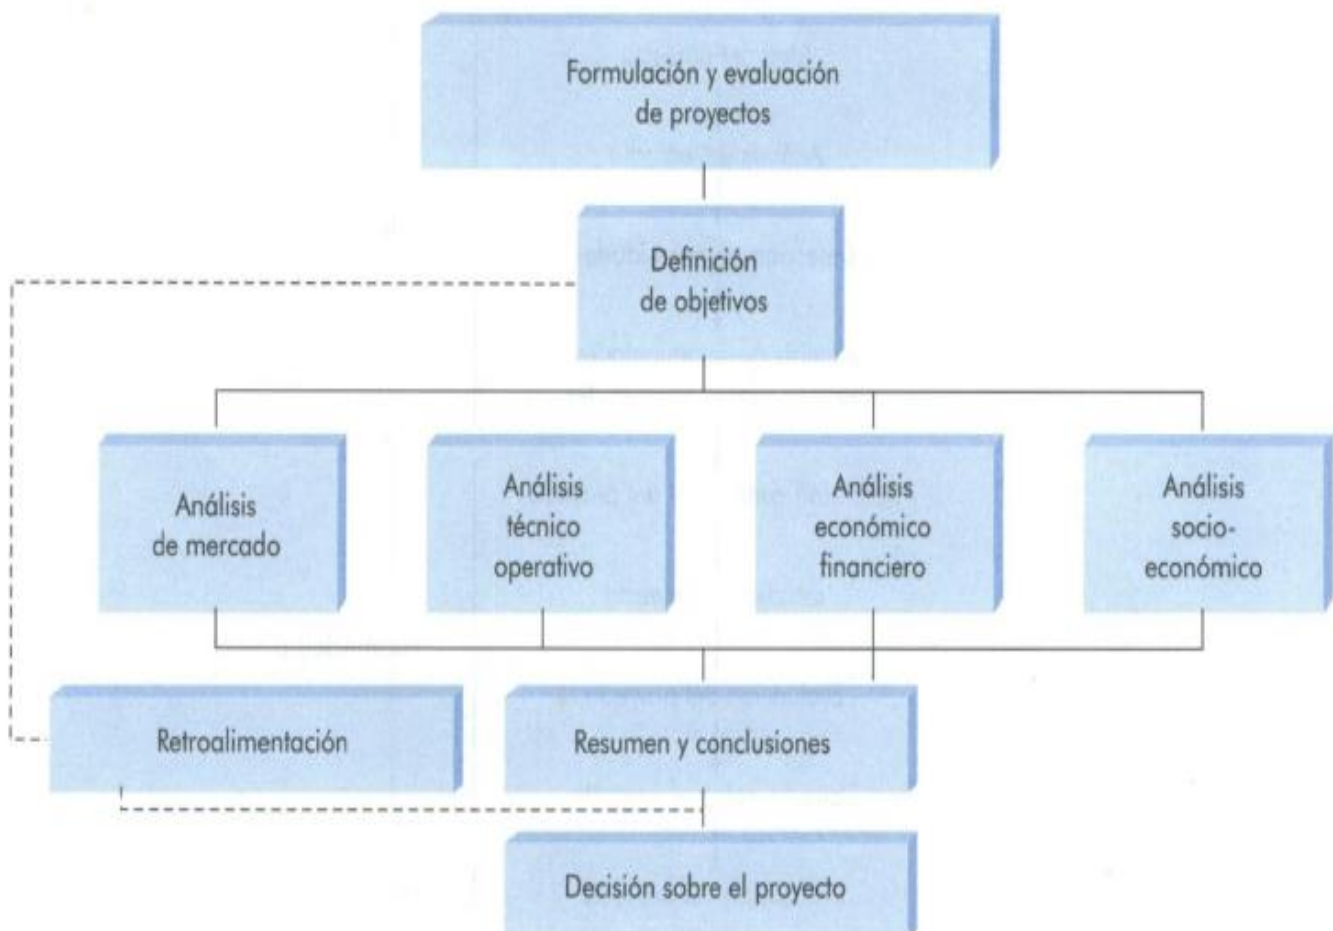 Formulación y evaluación
de proyectos
Definición
de objetivos
Análisis
de mercado
Análisis
técnico
operativo
Análisis
económico
financiero
Análisis
socio-
económico
Retroalimentación
Resumen y conclusiones
Decisión sobre el proyecto